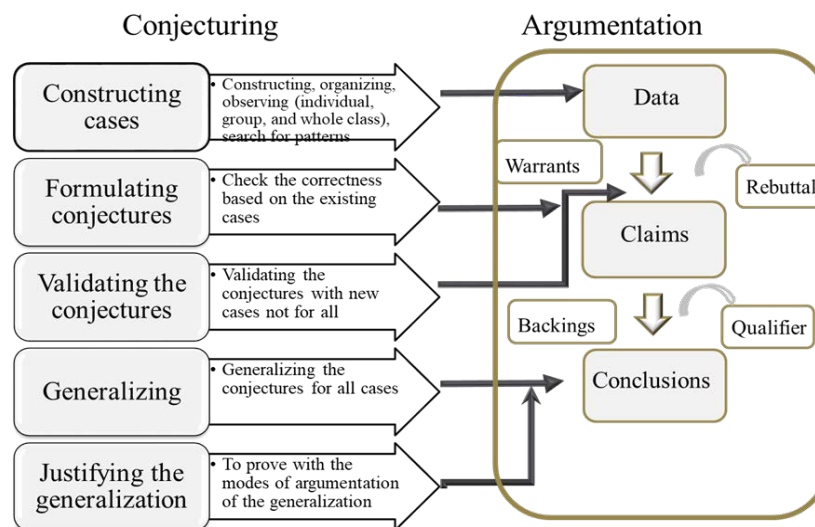 Conjecturing
Argumentation
Constructing
cases
• Constructing, organizing,
observing (individual,
group, and whole class),
search for patterns
Formulating
conjectures
• Check the correctness
based on the existing
cases
Validating the
conjectures
• Validating the
conjectures with new
cases not for all
Generalizing
• Generalizing the
conjectures for all cases
Justifying the
generalization
• To prove with the
modes of argumentation
of the generalization
Data
Warrants
Rebuttal
Claims
Backings
Qualifier
Conclusions